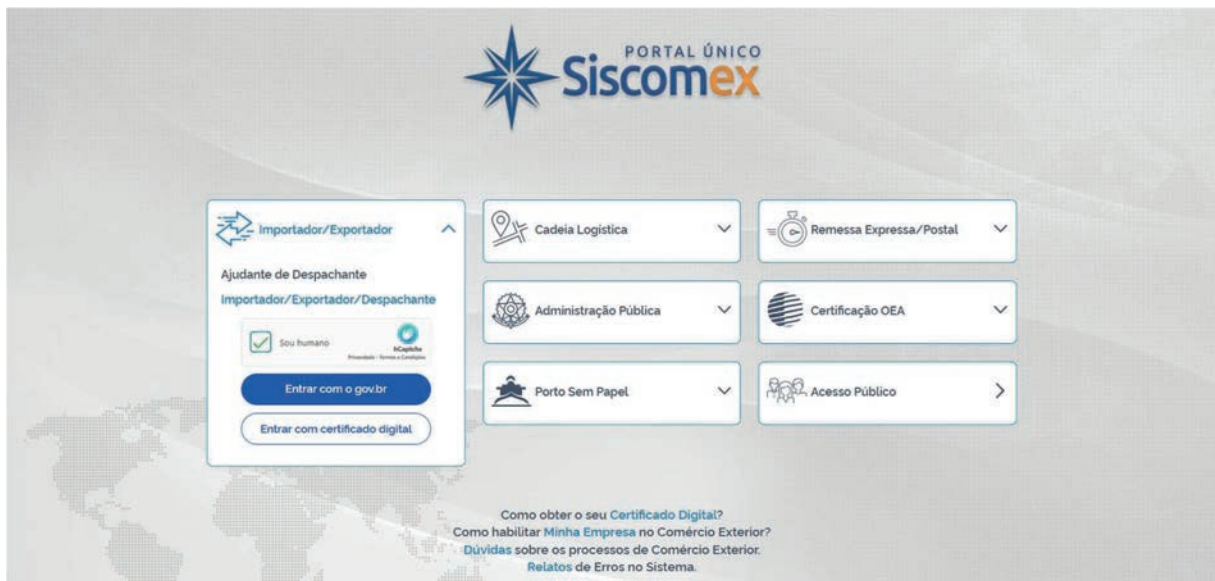 PORTAL ÚNICO
Siscomex
Importador/Exportador
Ajudante de Despachante
Importador/Exportador/Despachante
Sou humano
hCaptcha
Privacidade - Termos e Condições
Entrar com o gov.br
Entrar com certificado digital
Cadeia Logística
Remessa Expressa/Postal
Administração Pública
Certificação OEA
Porto Sem Papel
Acesso Público
Como obter o seu Certificado Digital?
Como habilitar Minha Empresa no Comércio Exterior?
Dúvidas sobre os processos de Comércio Exterior.
Relatos de Erros no Sistema.